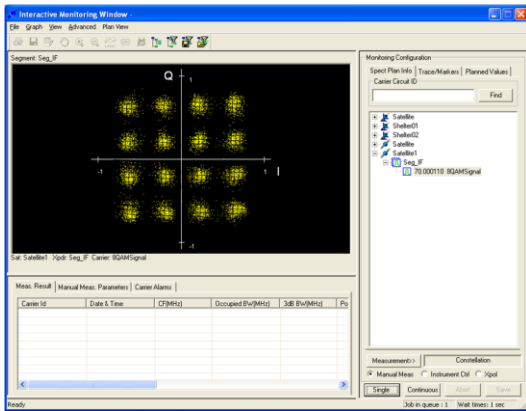 Interactive Monitoring Window -
File Graph View Advanced Plan View
Segment: Seg_IF
Q
1
-1
1
I
-1
Sat: Satellite1 Xpdr: Seg_IF Carrier: 8QAMSignal
Meas. Result Manual Meas. Parameters Carrier Alarms
Carrier Id Date & Time CF(MHz) Occupied BW(MHz) 3dB BW(MHz) Po
Ready
Monitoring Configuration
Spect Plan Info Trace/Markers Planned Values
Carrier Circuit ID
Find
Satellite
Shelter01
Shelter02
Satellite
Satellite1
Seg_IF
70.000110 8QAMSignal
Measurement>> Constellation
Manual Meas Instrument Ctrl Xpol
Single Continuous Abort Save
Job in queue : 1 Wait times: 1 sec